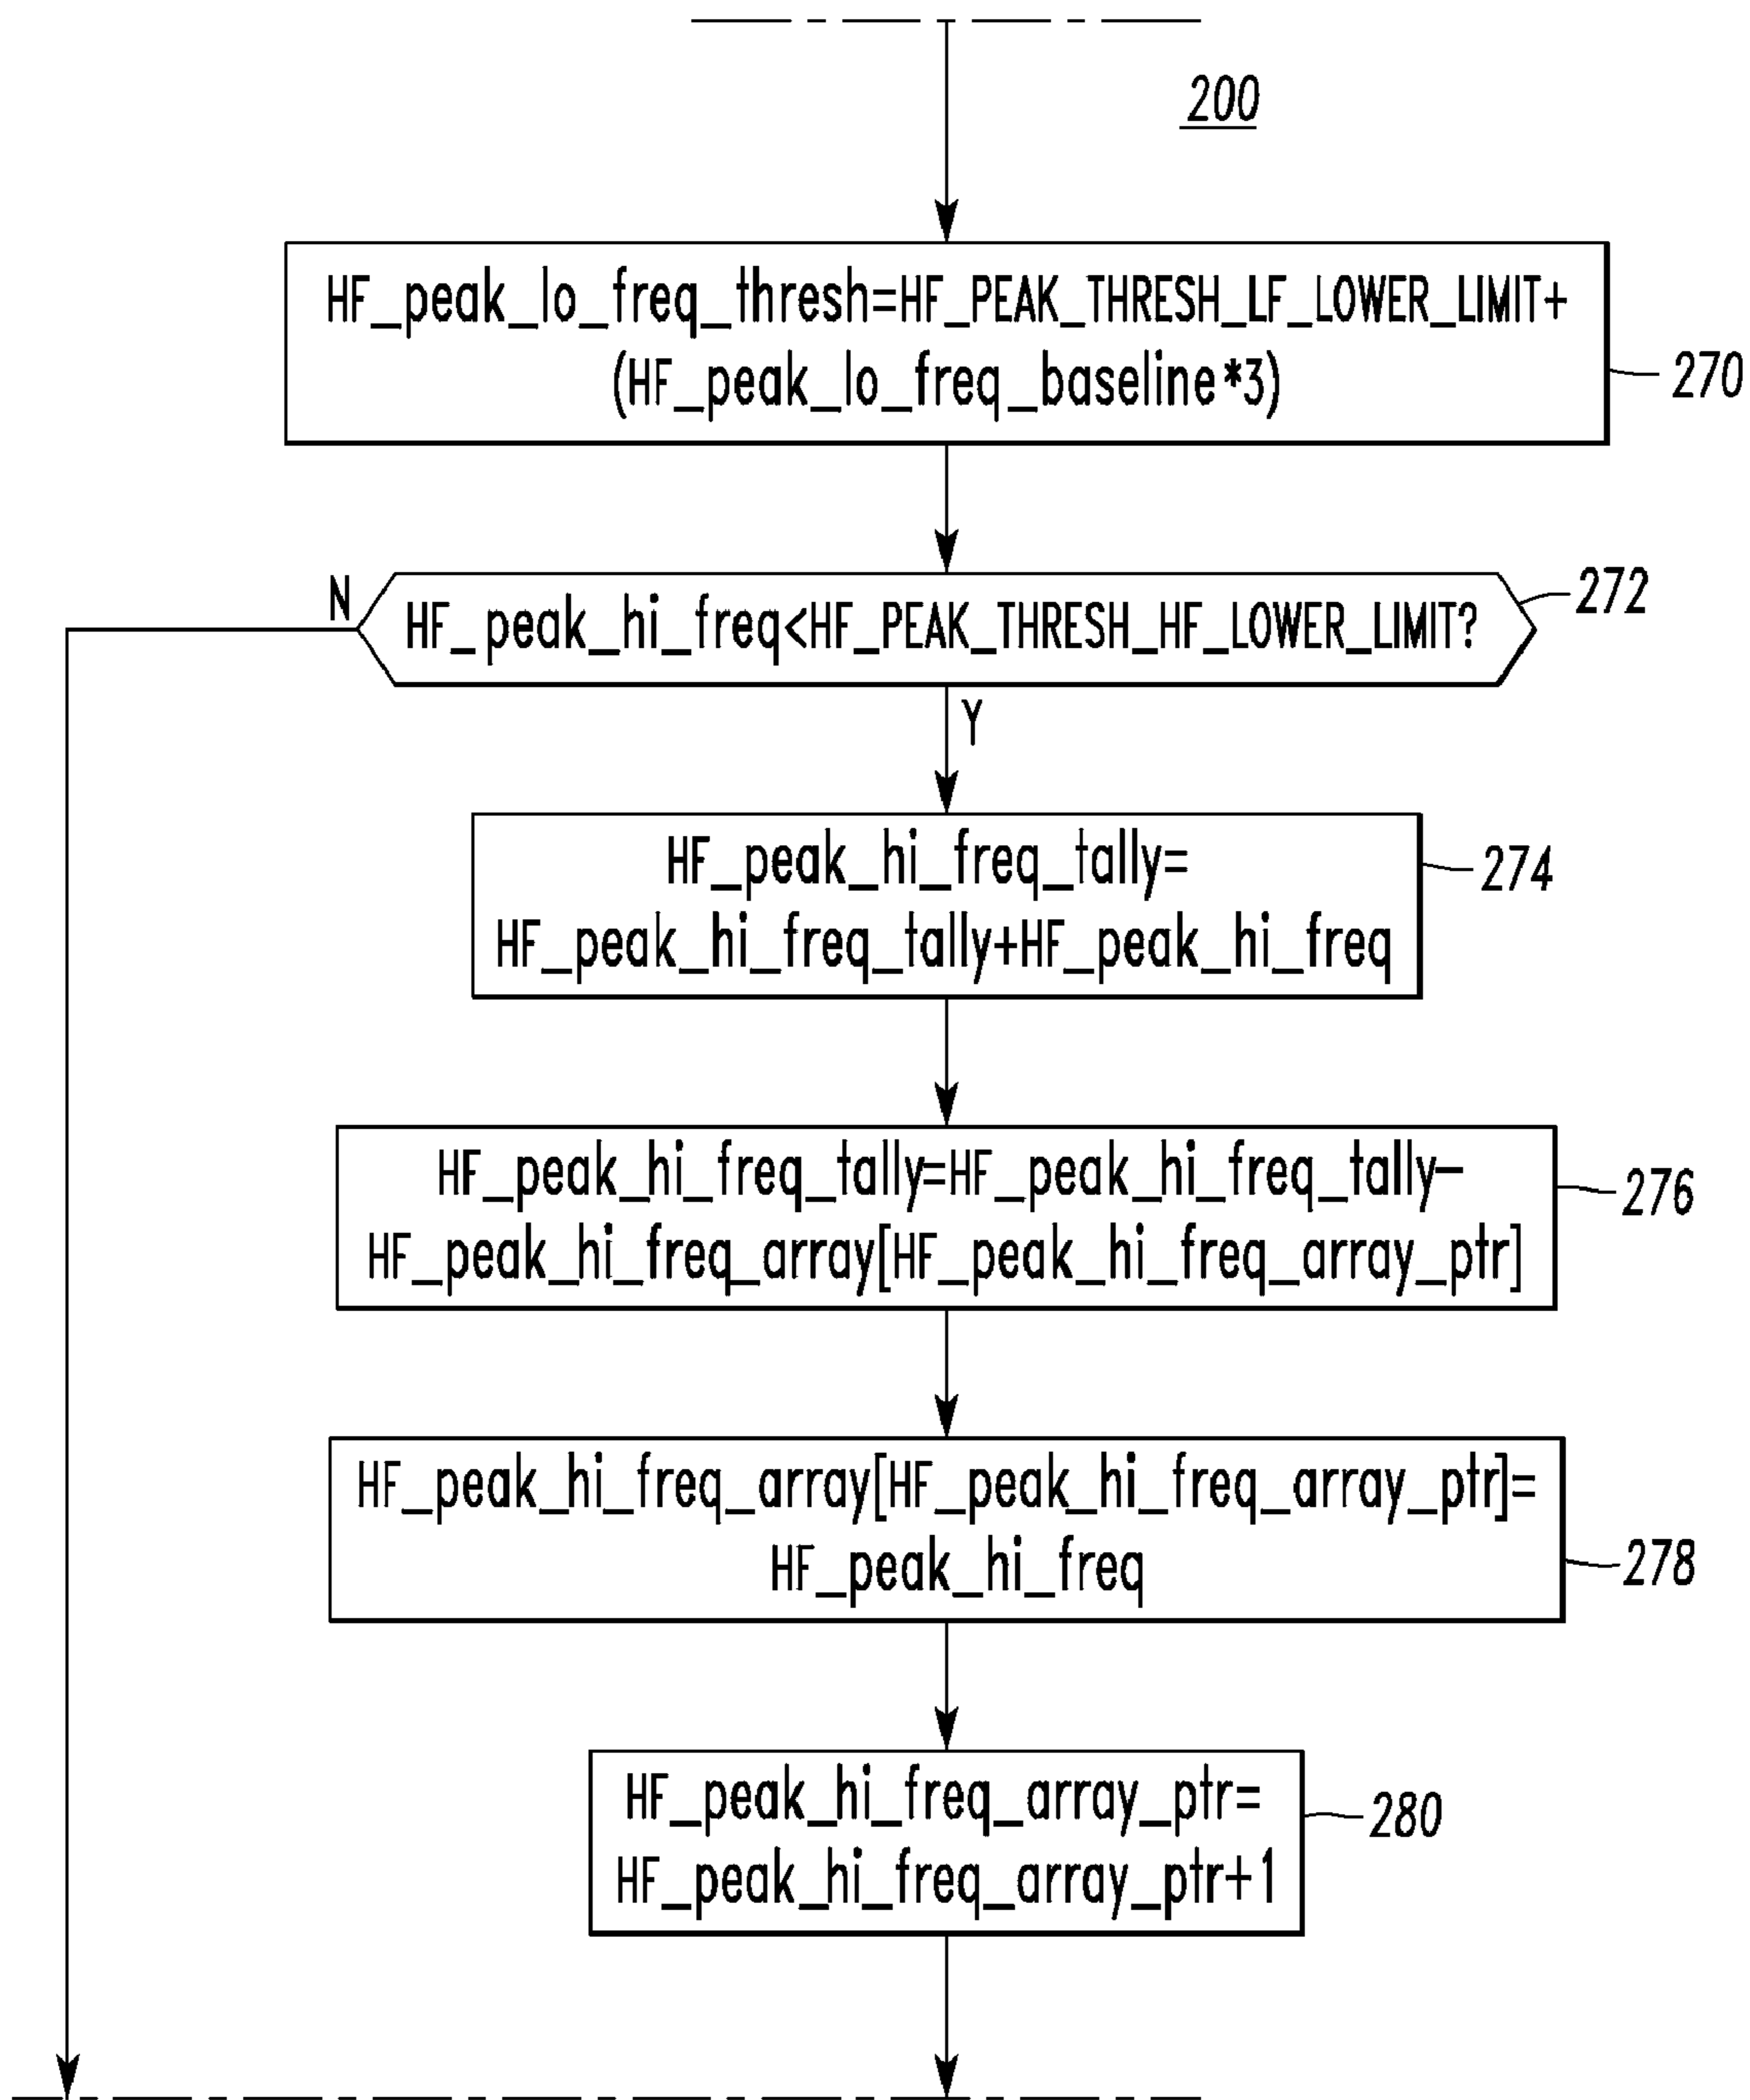 200
HF_peak_lo_freq_thresh=HF_PEAK_THRESH_LF_LOWER_LIMIT+
(HF_peak_lo_freq_baseline*3)
270
N
HF_peak_hi_freq<HF_PEAK_THRESH_HF_LOWER_LIMIT?
272
Y
HF_peak_hi_freq_tally=
HF_peak_hi_freq_tally+HF_peak_hi_freq
274
HF_peak_hi_freq_tally=HF_peak_hi_freq_tally-
HF_peak_hi_freq_array[HF_peak_hi_freq_array_ptr]
276
HF_peak_hi_freq_array[HF_peak_hi_freq_array_ptr]=
HF_peak_hi_freq
278
HF_peak_hi_freq_array_ptr=
HF_peak_hi_freq_array_ptr+1
280